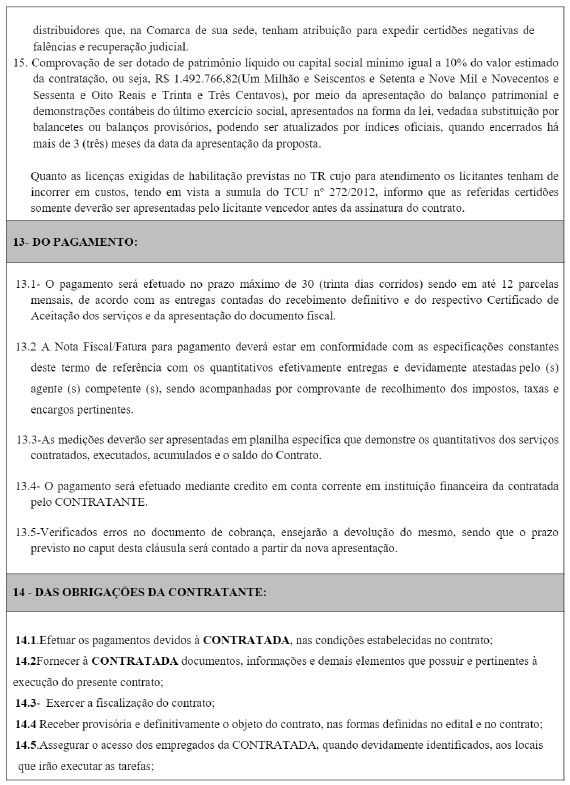 distribuidores que, na Comarca de sua sede, tenham atribuição para expedir certidões negativas de
falências e recuperação judicial.
15. Comprovação de ser dotado de patrimônio líquido ou capital social mínimo igual a 10% do valor estimado
da contratação, ou seja, R$ 1.492.766,82(Um Milhão e Seiscentos e Setenta e Nove Mil e Novecentos e
Sessenta e Oito Reais e Trinta e Três Centavos), por meio da apresentação do balanço patrimonial e
demonstrações contábeis do último exercício social, apresentados na forma da lei, vedadaa substituição por
balancetes ou balanços provisórios, podendo ser atualizados por índices oficiais, quando encerrados há
mais de 3 (três) meses da data da apresentação da proposta.
Quanto as licenças exigidas de habilitação previstas no TR cujo para atendimento os licitantes tenham de
incorrer em custos, tendo em vista a sumula do TCU nº 272/2012, informo que as referidas certidões
somente deverão ser apresentadas pelo licitante vencedor antes da assinatura do contrato.
13- DO PAGAMENTO:
13.1- O pagamento será efetuado no prazo máximo de 30 (trinta dias corridos) sendo em até 12 parcelas
mensais, de acordo com as entregas contadas do recebimento definitivo e do respectivo Certificado de
Aceitação dos serviços e da apresentação do documento fiscal.
13.2 A Nota Fiscal/Fatura para pagamento deverá estar em conformidade com as especificações constantes
deste termo de referência com os quantitativos efetivamente entregas e devidamente atestadas pelo (s)
agente (s) competente (s), sendo acompanhadas por comprovante de recolhimento dos impostos, taxas e
encargos pertinentes.
13.3-As medições deverão ser apresentadas em planilha específica que demonstre os quantitativos dos serviços
contratados, executados, acumulados e o saldo do Contrato.
13.4- O pagamento será efetuado mediante credito em conta corrente em instituição financeira da contratada
pelo CONTRATANTE.
13.5-Verificados erros no documento de cobrança, ensejarão a devolução do mesmo, sendo que o prazo
previsto no caput desta cláusula será contado a partir da nova apresentação.
14 - DAS OBRIGAÇÕES DA CONTRATANTE:
14.1.Efetuar os pagamentos devidos à CONTRATADA, nas condições estabelecidas no contrato;
14.2Fornecer à CONTRATADA documentos, informações e demais elementos que possuir e pertinentes à
execução do presente contrato;
14.3- Exercer a fiscalização do contrato;
14.4 Receber provisória e definitivamente o objeto do contrato, nas formas definidas no edital e no contrato;
14.5.Assegurar o acesso dos empregados da CONTRATADA, quando devidamente identificados, aos locais
que irão executar as tarefas;